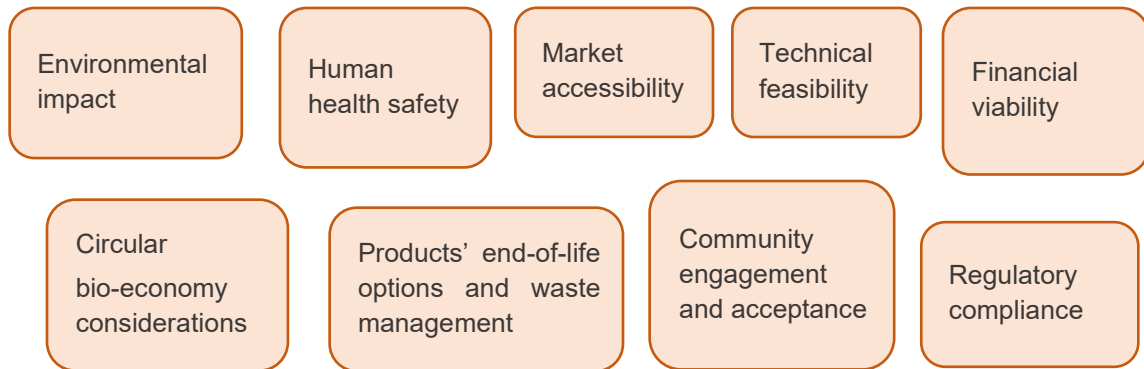 Environmental
impact
Human
health safety
Market
accessibility
Technical
feasibility
Financial
viability
Circular
bio-economy
considerations
Products’ end-of-life
options and waste
management
Community
engagement
and acceptance
Regulatory
compliance